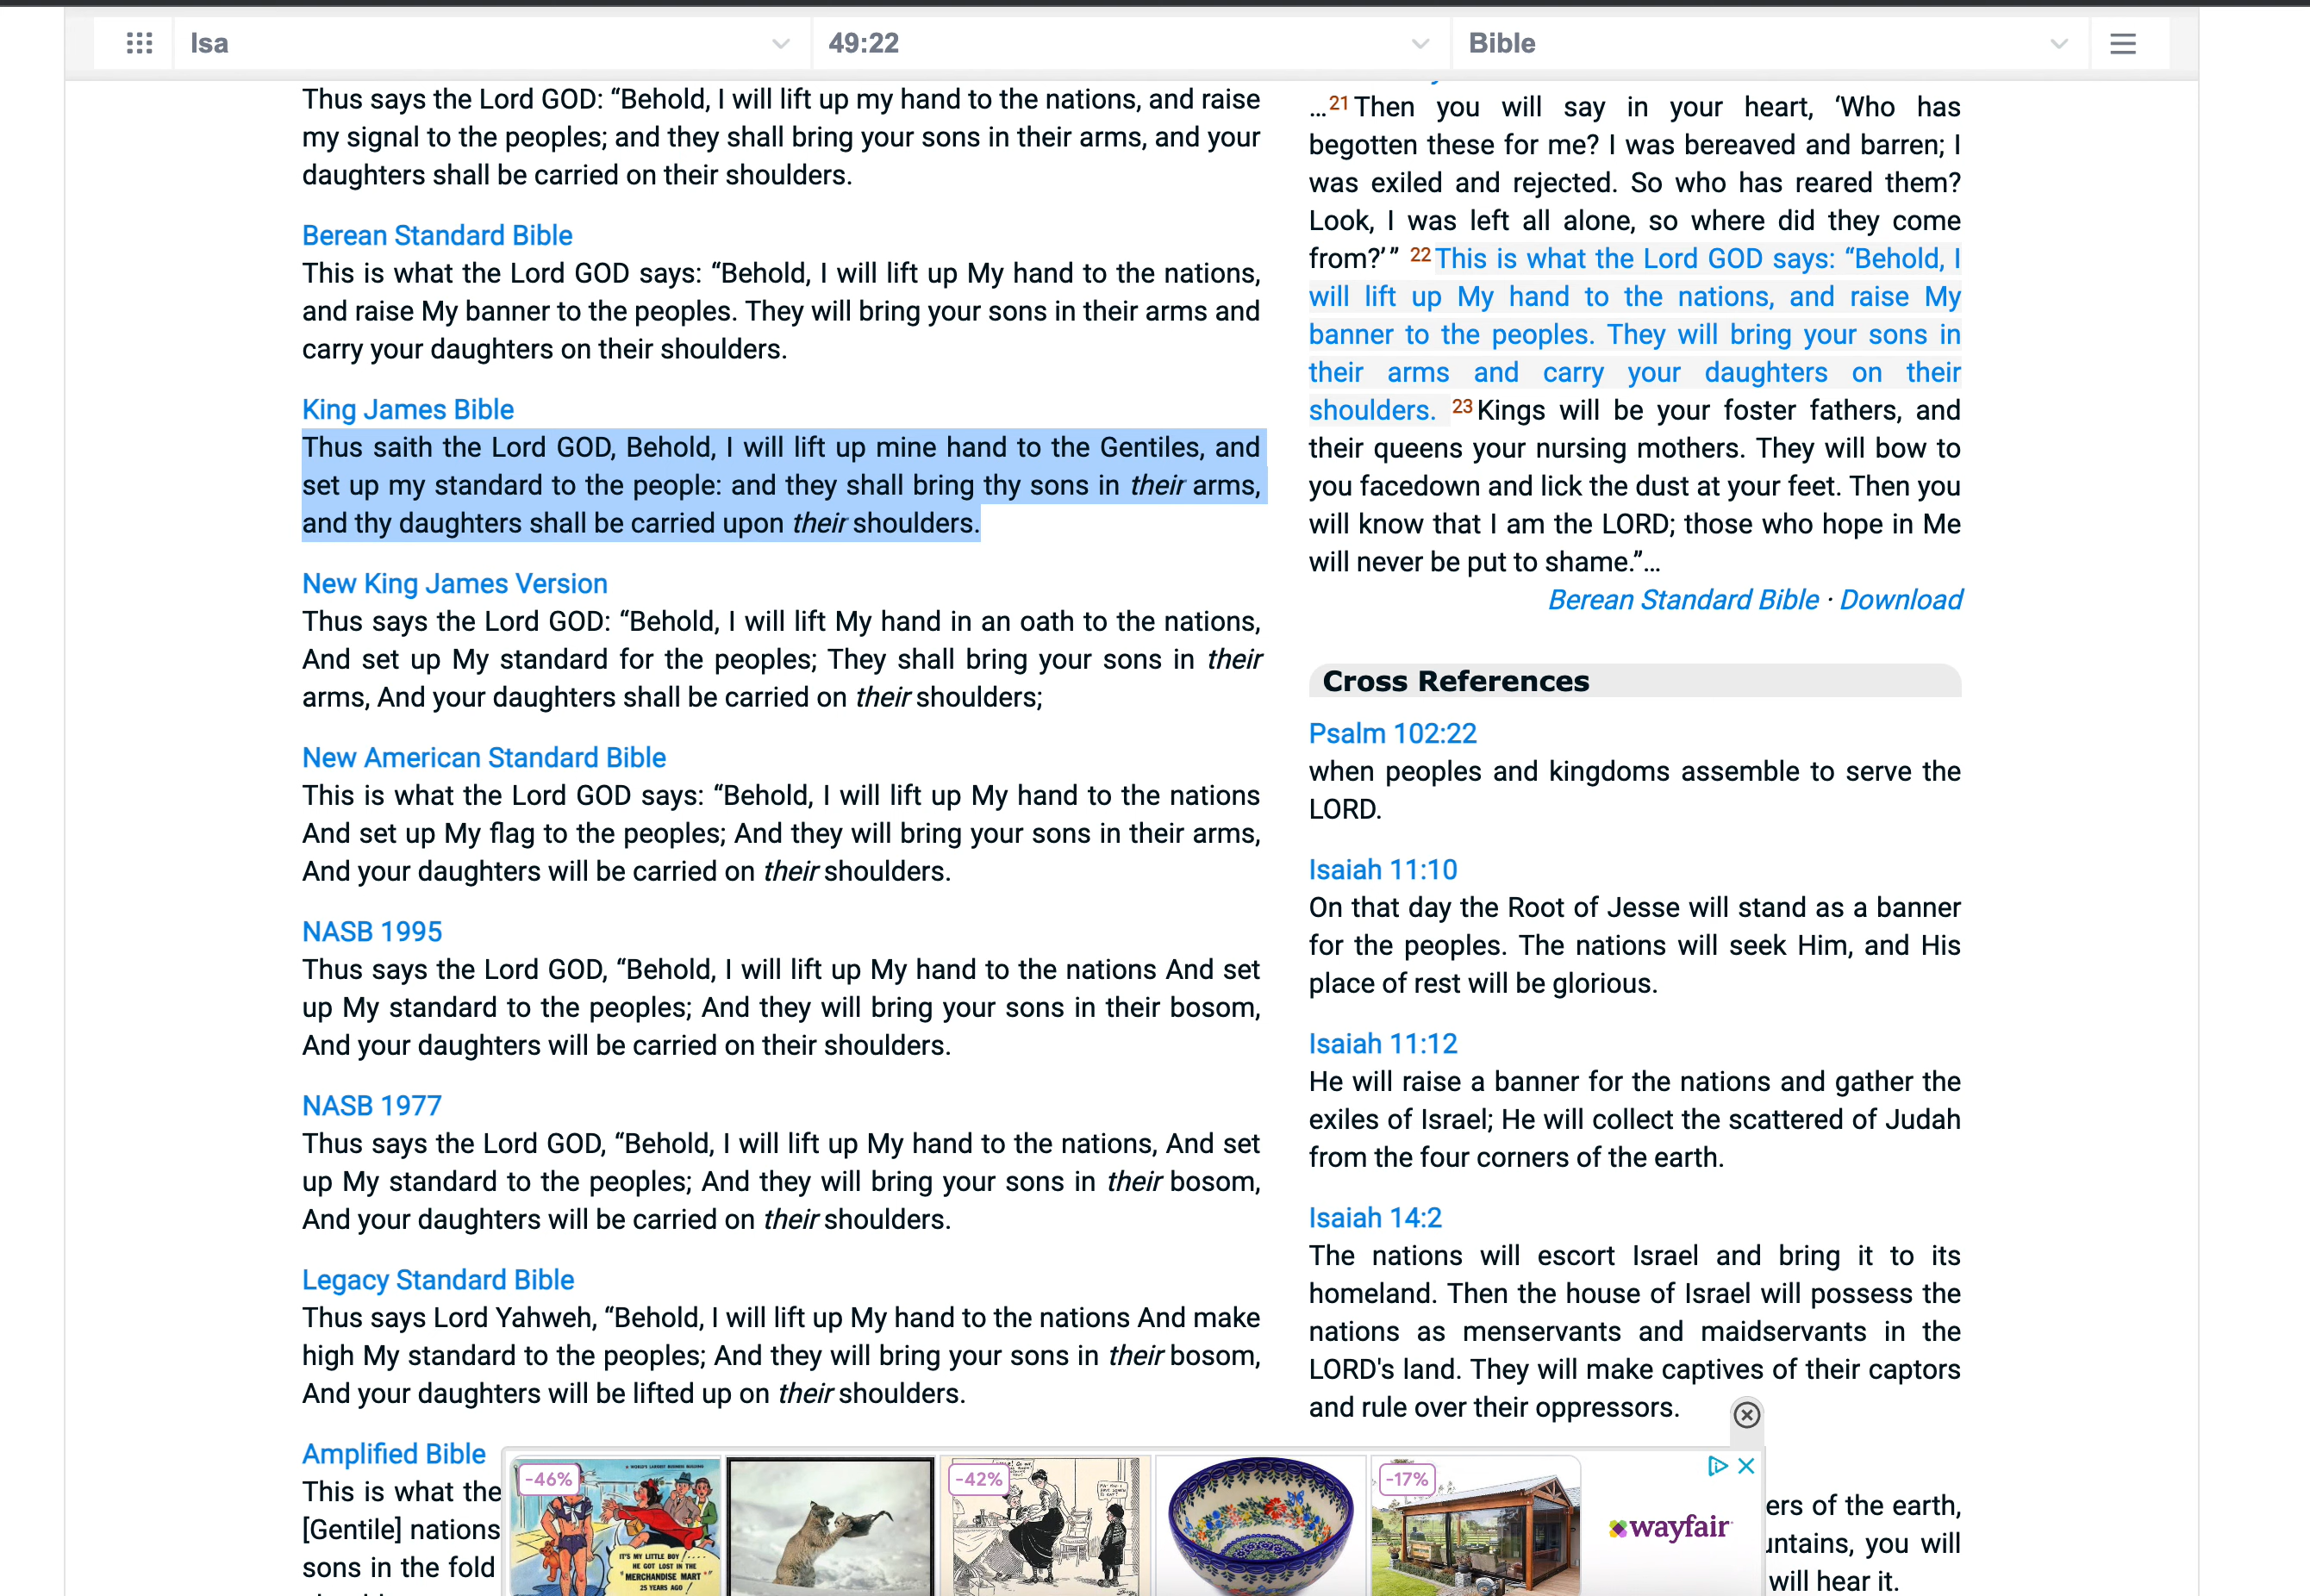 Isa
49:22
Bible
Thus says the Lord GOD: “Behold, I will lift up my hand to the nations, and raise
my signal to the peoples; and they shall bring your sons in their arms, and your
daughters shall be carried on their shoulders.
Berean Standard Bible
This is what the Lord GOD says: “Behold, I will lift up My hand to the nations,
and raise My banner to the peoples. They will bring your sons in their arms and
carry your daughters on their shoulders.
King James Bible
Thus saith the Lord GOD, Behold, I will lift up mine hand to the Gentiles, and
set up my standard to the people: and they shall bring thy sons in their arms,
and thy daughters shall be carried upon their shoulders.
New King James Version
Thus says the Lord GOD: “Behold, I will lift My hand in an oath to the nations,
And set up My standard for the peoples; They shall bring your sons in their
arms, And your daughters shall be carried on their shoulders;
New American Standard Bible
This is what the Lord GOD says: “Behold, I will lift up My hand to the nations
And set up My flag to the peoples; And they will bring your sons in their arms,
And your daughters will be carried on their shoulders.
NASB 1995
Thus says the Lord GOD, “Behold, I will lift up My hand to the nations And set
up My standard to the peoples; And they will bring your sons in their bosom,
And your daughters will be carried on their shoulders.
NASB 1977
Thus says the Lord GOD, “Behold, I will lift up My hand to the nations, And set
up My standard to the peoples; And they will bring your sons in their bosom,
And your daughters will be carried on their shoulders.
Legacy Standard Bible
Thus says Lord Yahweh, “Behold, I will lift up My hand to the nations And make
high My standard to the peoples; And they will bring your sons in their bosom,
And your daughters will be lifted up on their shoulders.
Amplified Bible
This is what the
[Gentile] nations
sons in the fold
…21 Then you will say in your heart, ‘Who has
begotten these for me? I was bereaved and barren; I
was exiled and rejected. So who has reared them?
Look, I was left all alone, so where did they come
from?’” 22 This is what the Lord GOD says: “Behold, I
will lift up My hand to the nations, and raise My
banner to the peoples. They will bring your sons in
their arms and carry your daughters on their
shoulders. 23 Kings will be your foster fathers, and
their queens your nursing mothers. They will bow to
you facedown and lick the dust at your feet. Then you
will know that I am the LORD; those who hope in Me
will never be put to shame.”…
Berean Standard Bible · Download
Cross References
Psalm 102:22
when peoples and kingdoms assemble to serve the
LORD.
Isaiah 11:10
On that day the Root of Jesse will stand as a banner
for the peoples. The nations will seek Him, and His
place of rest will be glorious.
Isaiah 11:12
He will raise a banner for the nations and gather the
exiles of Israel; He will collect the scattered of Judah
from the four corners of the earth.
Isaiah 14:2
The nations will escort Israel and bring it to its
homeland. Then the house of Israel will possess the
nations as menservants and maidservants in the
LORD's land. They will make captives of their captors
and rule over their oppressors.
ers of the earth,
untains, you will
will hear it.
-46%
IT'S MY LITTLE BOY !....
HE GOT LOST IN THE
"MERCHANDISE MART"
25 YEARS AGO !
-42%
-17%
wayfair